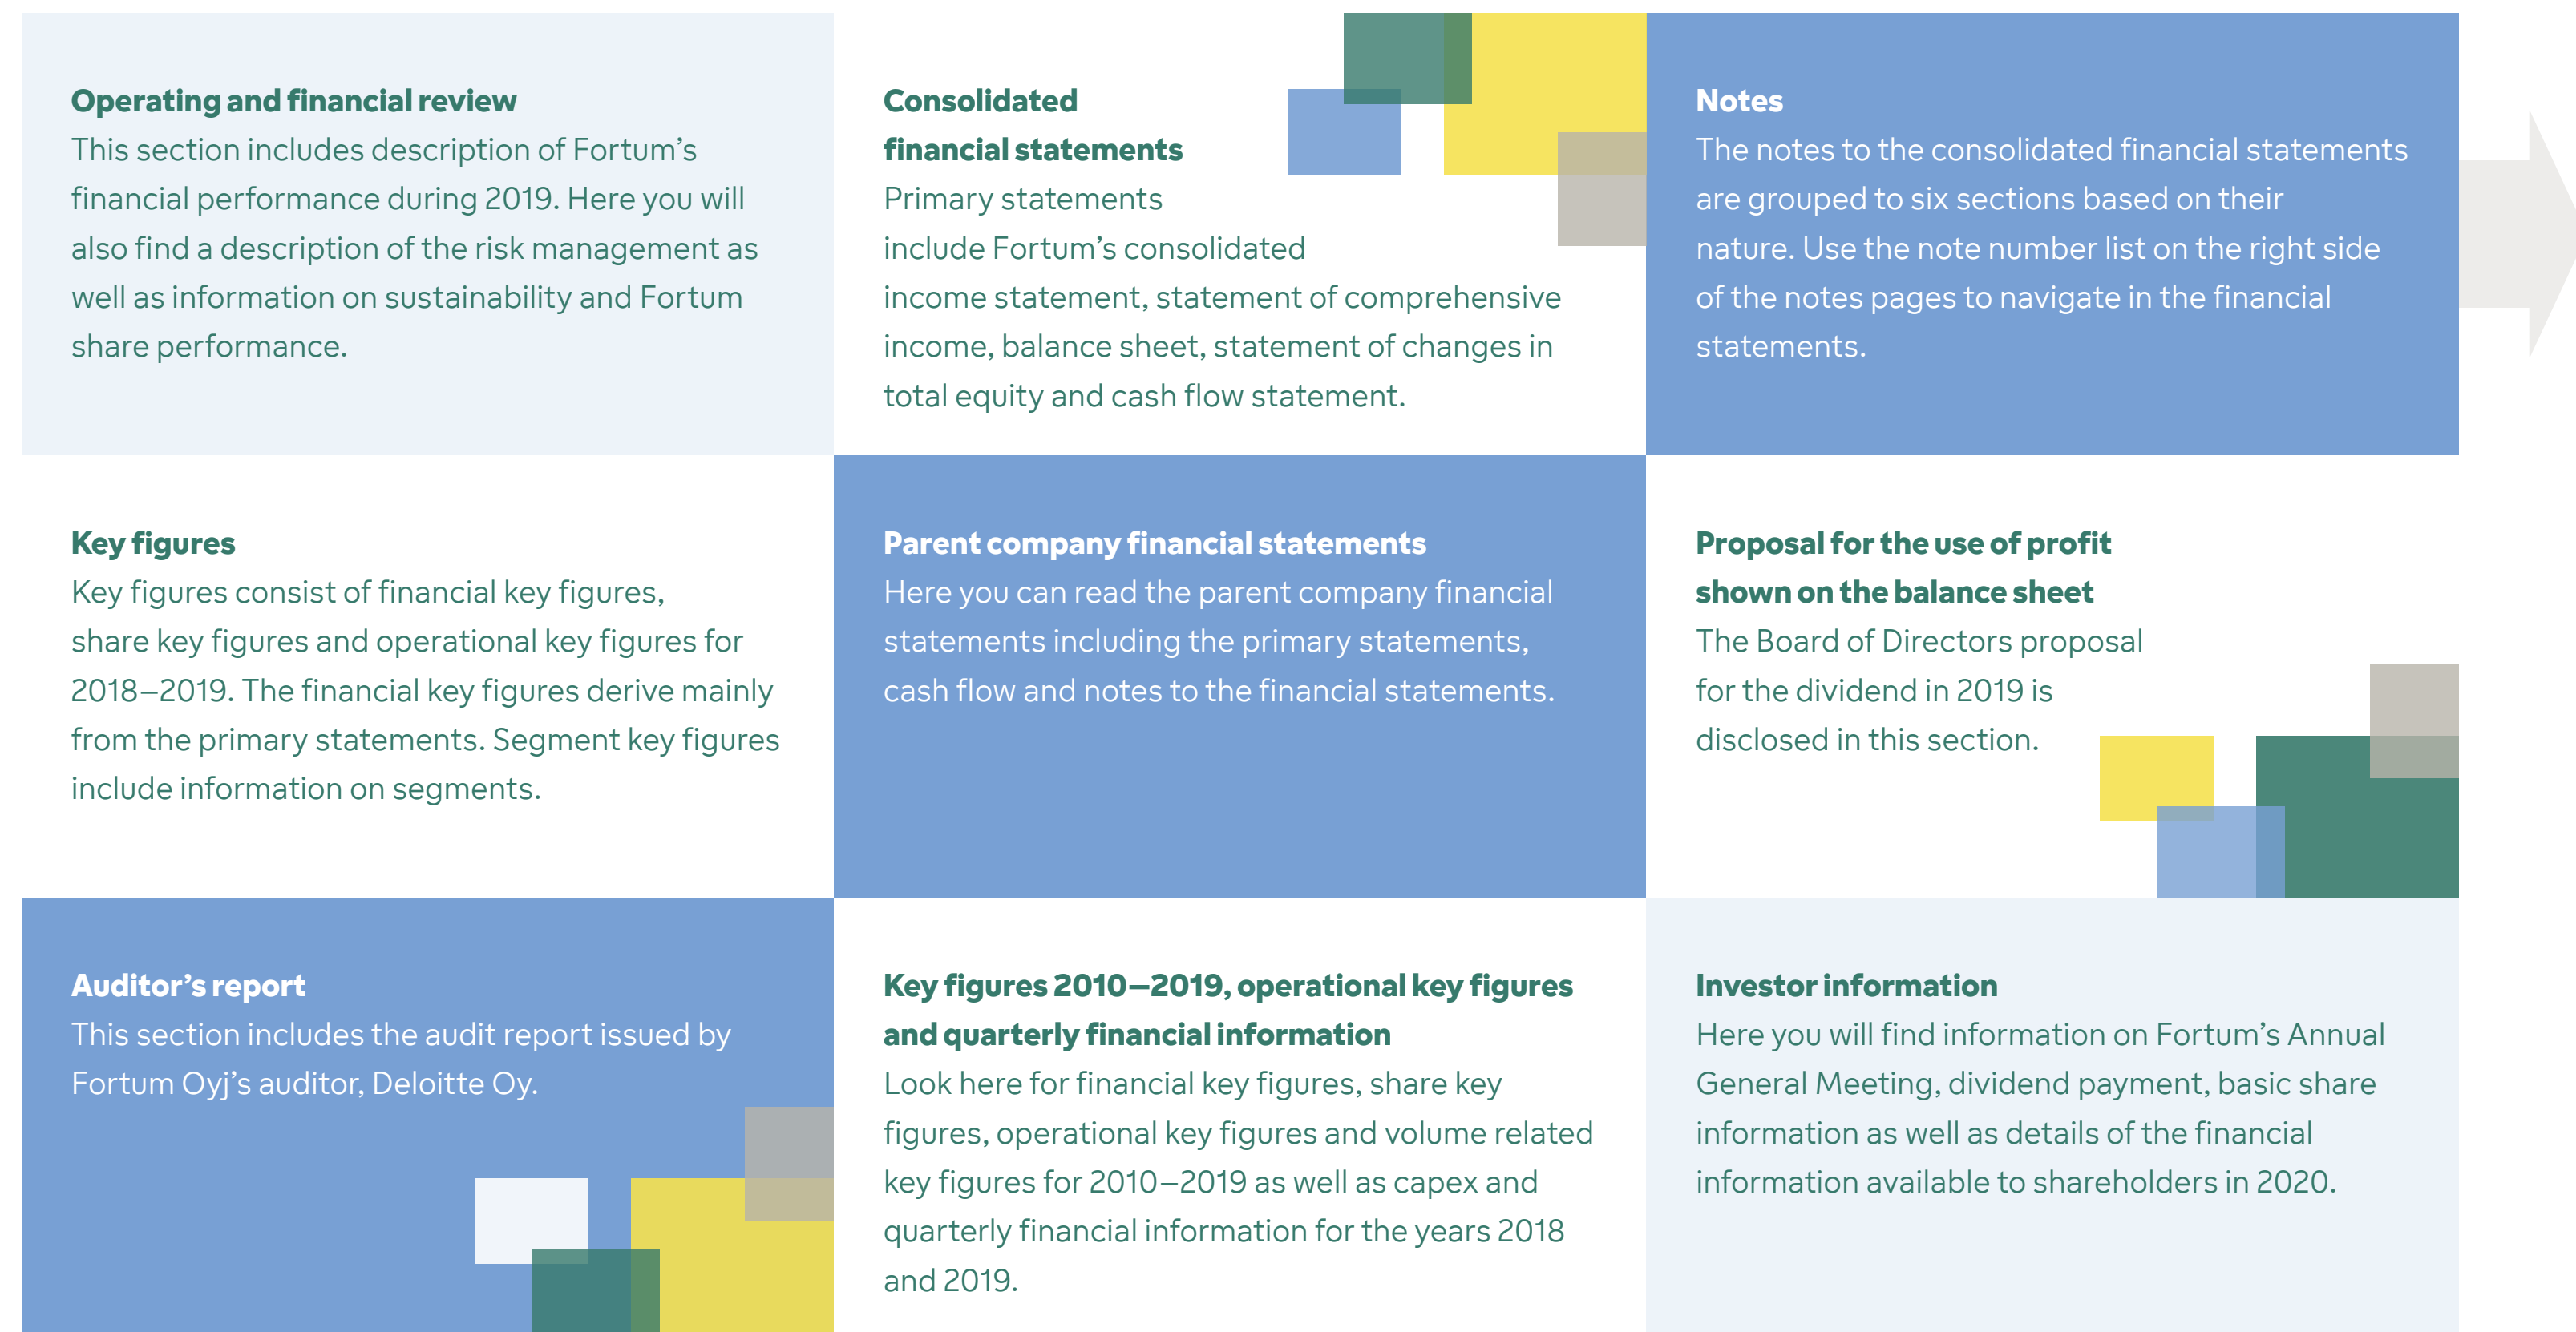 Operating and financial review
This section includes description of Fortum’s
financial performance during 2019. Here you will
also find a description of the risk management as
well as information on sustainability and Fortum
share performance.
Consolidated
financial statements
Primary statements
include Fortum’s consolidated
income statement, statement of comprehensive
income, balance sheet, statement of changes in
total equity and cash flow statement.
Notes
The notes to the consolidated financial statements
are grouped to six sections based on their
nature. Use the note number list on the right side
of the notes pages to navigate in the financial
statements.
Key figures
Key figures consist of financial key figures,
share key figures and operational key figures for
2018–2019. The financial key figures derive mainly
from the primary statements. Segment key figures
include information on segments.
Parent company financial statements
Here you can read the parent company financial
statements including the primary statements,
cash flow and notes to the financial statements.
Proposal for the use of profit
shown on the balance sheet
The Board of Directors proposal
for the dividend in 2019 is
disclosed in this section.
Auditor’s report
This section includes the audit report issued by
Fortum Oyj’s auditor, Deloitte Oy.
Key figures 2010–2019, operational key figures
and quarterly financial information
Look here for financial key figures, share key
figures, operational key figures and volume related
key figures for 2010–2019 as well as capex and
quarterly financial information for the years 2018
and 2019.
Investor information
Here you will find information on Fortum’s Annual
General Meeting, dividend payment, basic share
information as well as details of the financial
information available to shareholders in 2020.